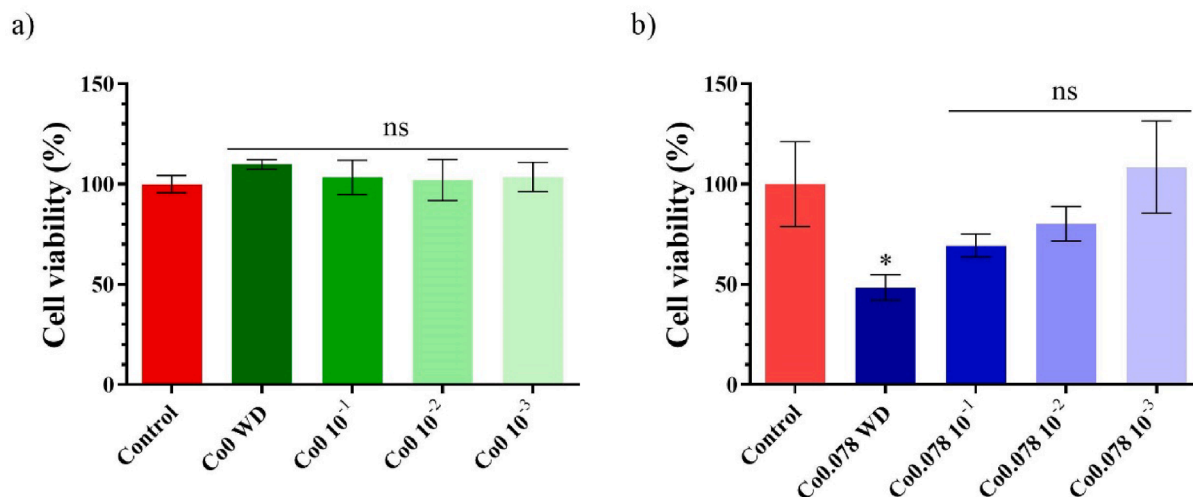 a)
Cell viability (%)
150
100
50
0
ns
Control
Co0 WD
Co0 10⁻¹
Co0 10⁻²
Co0 10⁻³
b)
Cell viability (%)
150
100
50
0
ns
*
Control
Co0.078 WD
Co0.078 10⁻¹
Co0.078 10⁻²
Co0.078 10⁻³